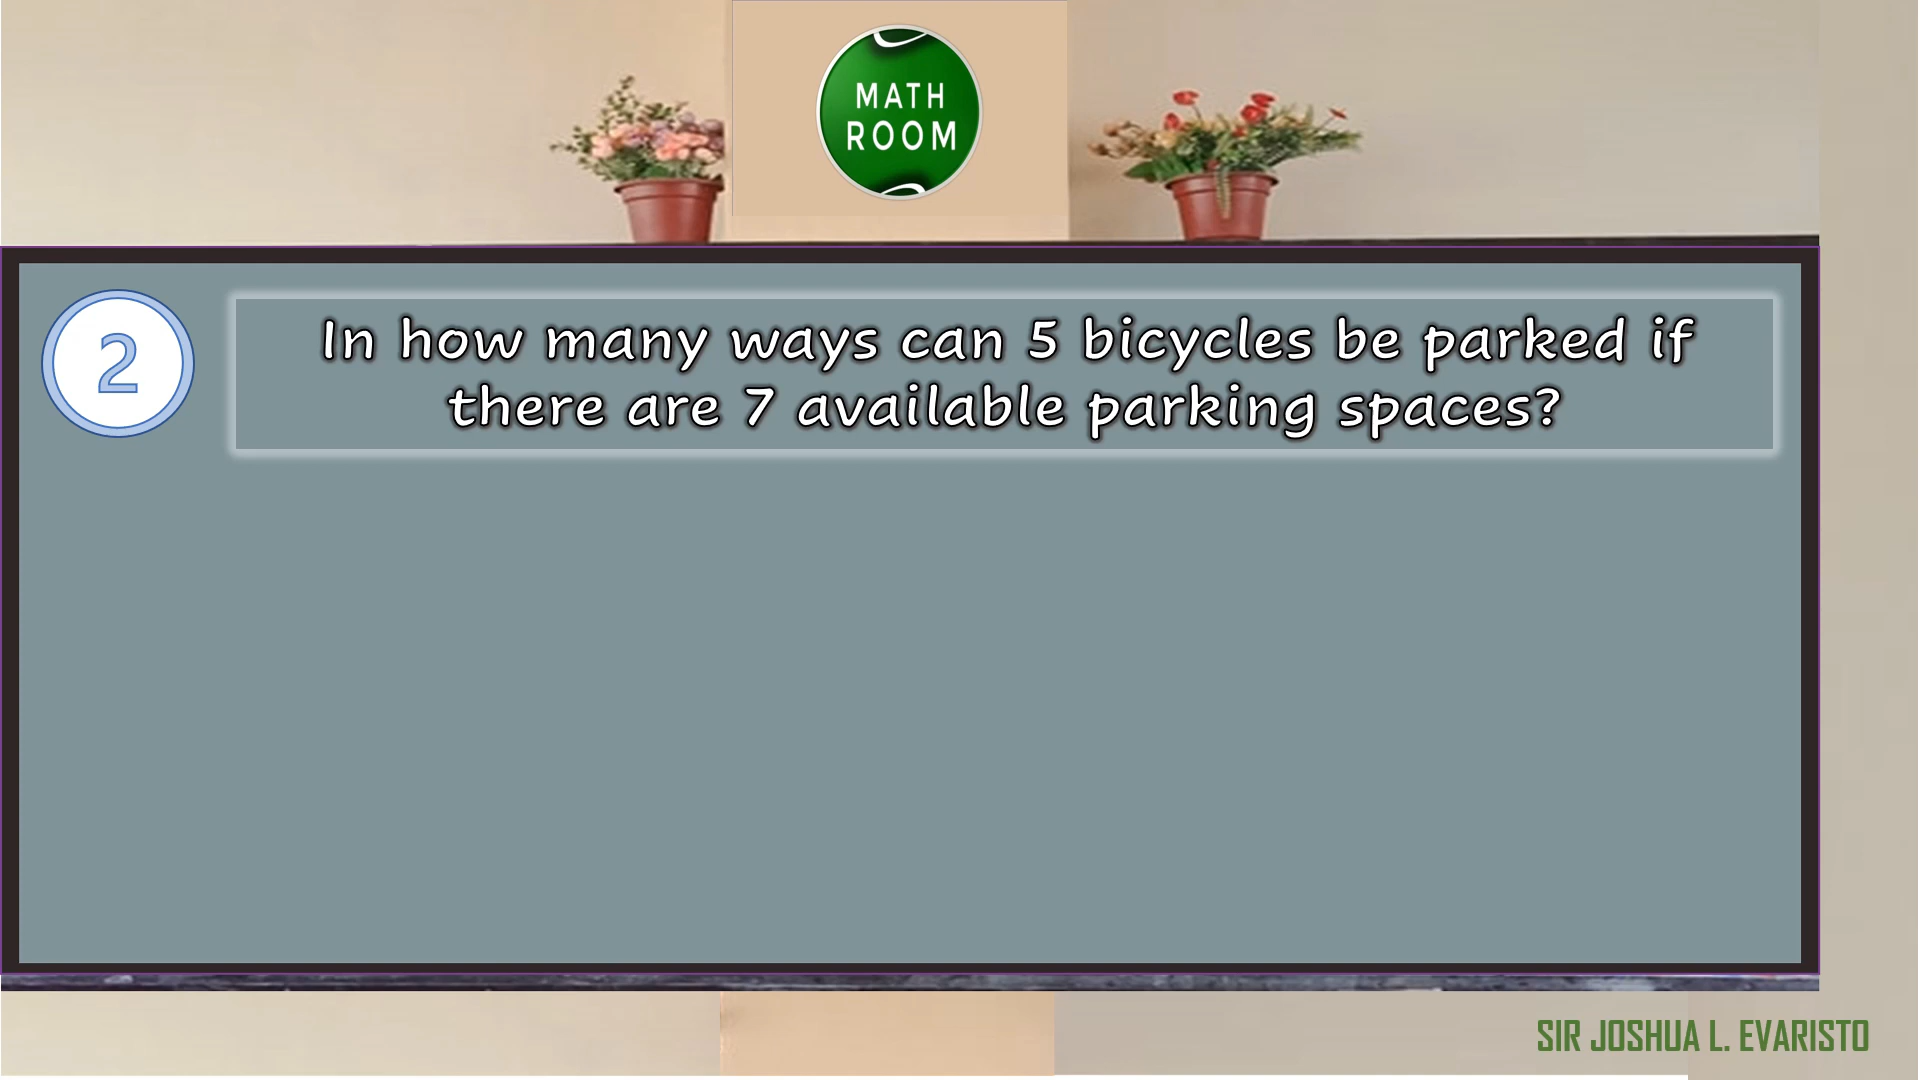 MATH
ROOM
2
In how many ways can 5 bicycles be parked if
there are 7 available parking spaces?
SIR JOSHUA L. EVARISTO